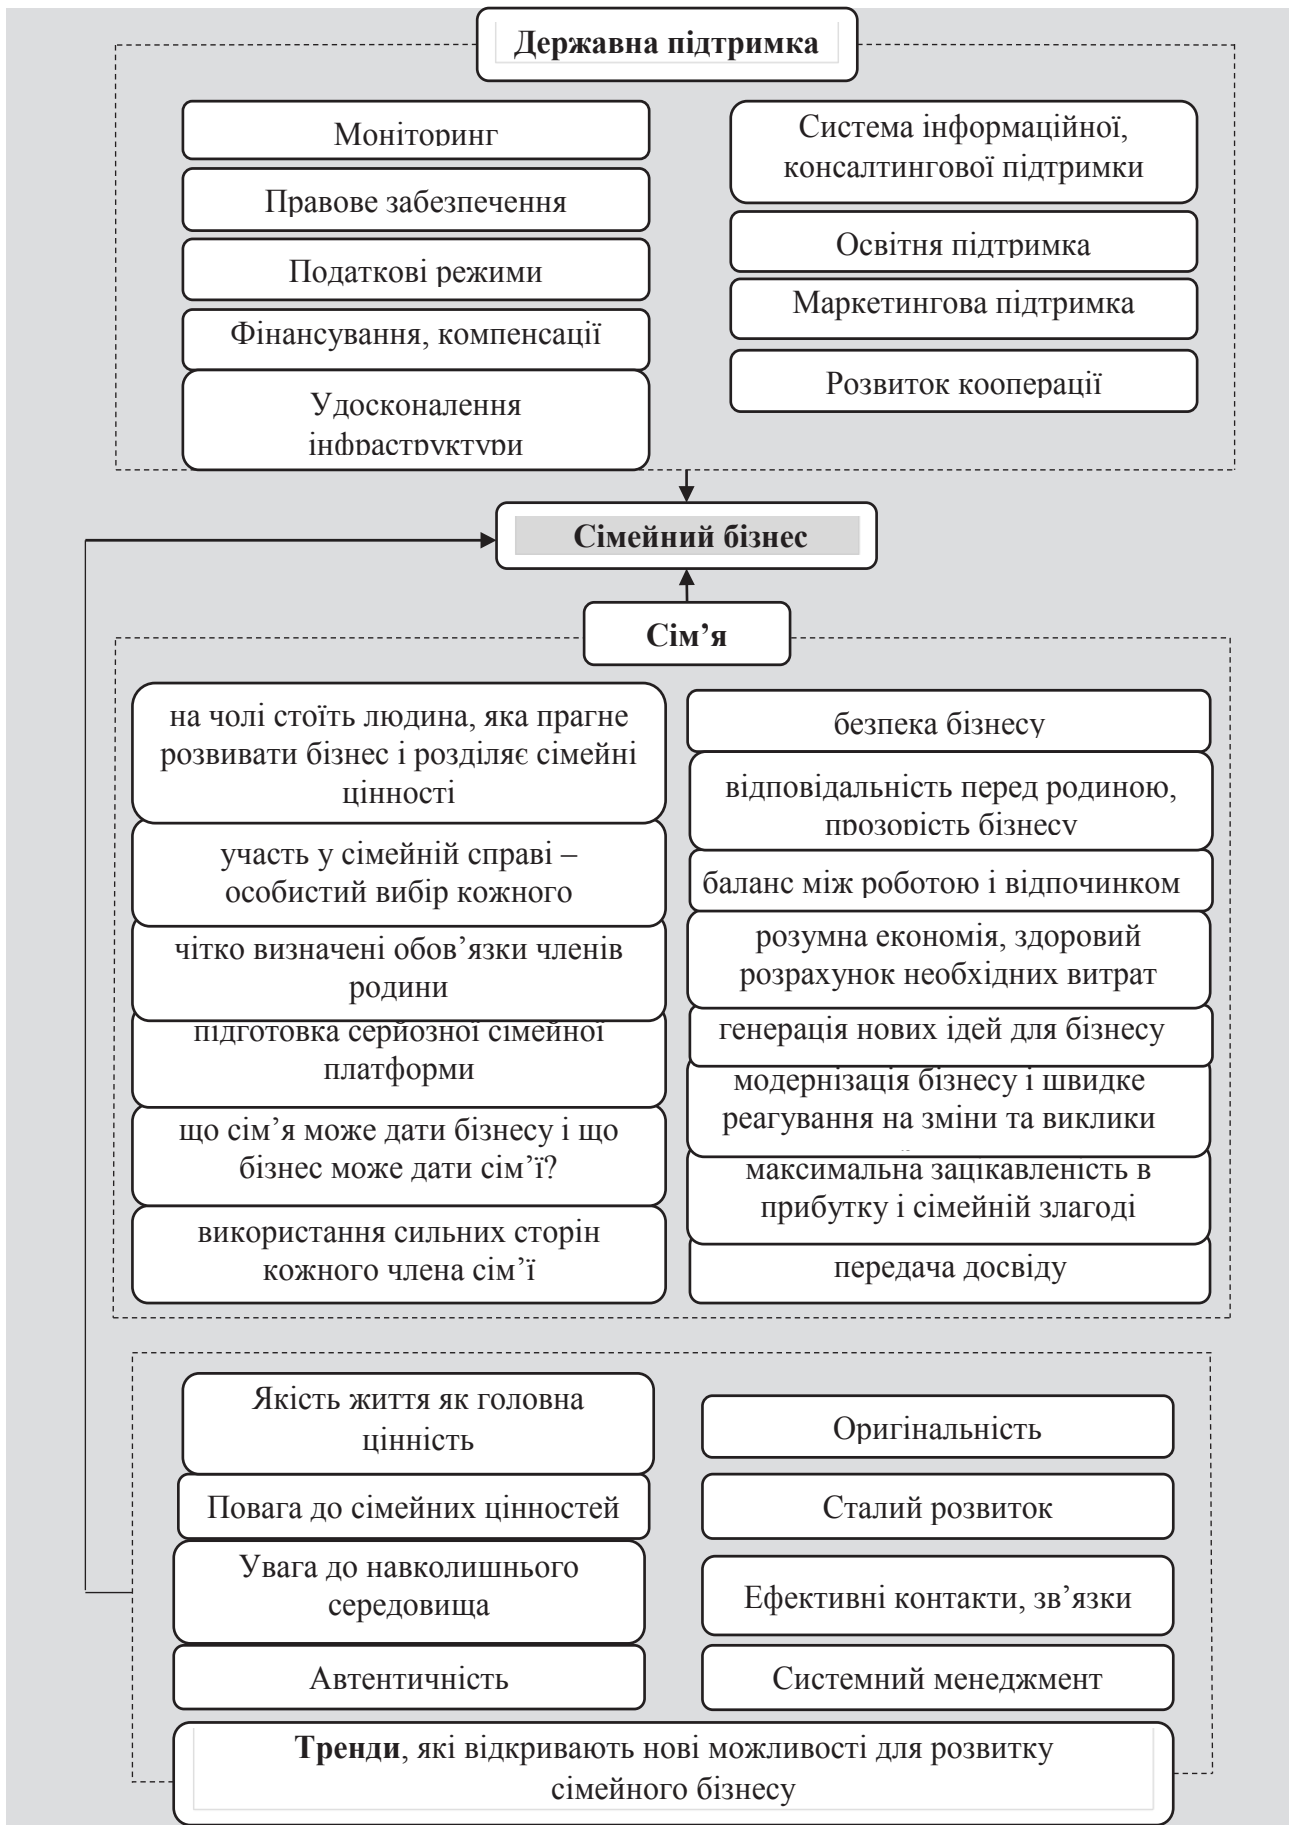 Державна підтримка
Моніторинг
Правове забезпечення
Податкові режими
Фінансування, компенсації
Удосконалення
інфраструктури
Система інформаційної,
консалтингової підтримки
Освітня підтримка
Маркетингова підтримка
Розвиток кооперації
Сімейний бізнес
Сім’я
на чолі стоїть людина, яка прагне
розвивати бізнес і розділяє сімейні
цінності
участь у сімейній справі –
особистий вибір кожного
чітко визначені обов’язки членів
родини
підготовка серйозної сімейної
платформи
що сім’я може дати бізнесу і що
бізнес може дати сім’ї?
використання сильних сторін
кожного члена сім’ї
безпека бізнесу
відповідальність перед родиною,
прозорість бізнесу
баланс між роботою і відпочинком
розумна економія, здоровий
розрахунок необхідних витрат
генерація нових ідей для бізнесу
модернізація бізнесу і швидке
реагування на зміни та виклики
максимальна зацікавленість в
прибутку і сімейній злагоді
передача досвіду
Якість життя як головна
цінність
Повага до сімейних цінностей
Увага до навколишнього
середовища
Автентичність
Оригінальність
Сталий розвиток
Ефективні контакти, зв’язки
Системний менеджмент
Тренди, які відкривають нові можливості для розвитку
сімейного бізнесу